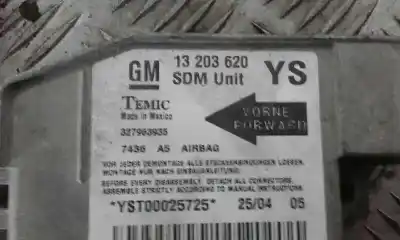 GM 13 203 620 YS
SDM Unit
TEMIC
Made in Mexico
327963935
7436 A5 AIRBAG
VORNE
FORWARD
VOR JEDER DEMONTAGE ALLE STECKVERBINDUNGEN LOESEN,
MONTAGE NUR NACH EINBAUANLEITUNG.
BEFORE EVERY DISASSEMBLY, DETACH ALL CONNECTORS.
ASSEMBLE STRICTLY ACCORDING TO MANUAL INSTRUCTIONS!
*YST00025725* 25/04 05